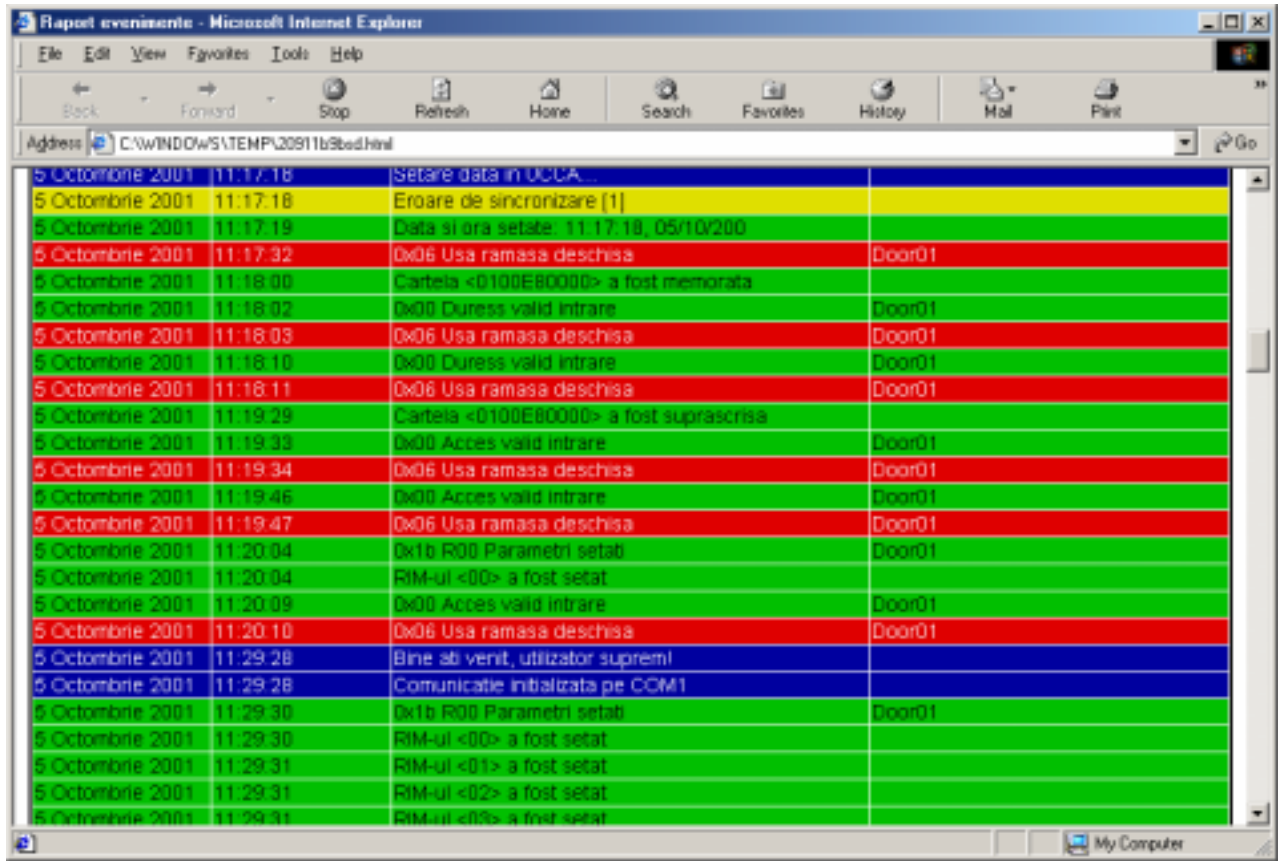 Raport evenimente - Microsoft Internet Explorer
File Edit View Favorites Tools Help
Back Forward Stop Refresh Home Search Favorites History Mail Print
Address C:\WINDOWS\TEMP\20911b9bsd.html Go
5 Octombrie 2001 11:17:18 Setare data in UCCA...
5 Octombrie 2001 11:17:18 Eroare de sincronizare [1]
5 Octombrie 2001 11:17:19 Data si ora setate: 11:17:18, 05/10/200
5 Octombrie 2001 11:17:32 0x06 Usa ramasa deschisa Door01
5 Octombrie 2001 11:18:00 Cartela <0100E80000> a fost memorata
5 Octombrie 2001 11:18:02 0x00 Duress valid intrare Door01
5 Octombrie 2001 11:18:03 0x06 Usa ramasa deschisa Door01
5 Octombrie 2001 11:18:10 0x00 Duress valid intrare Door01
5 Octombrie 2001 11:18:11 0x06 Usa ramasa deschisa Door01
5 Octombrie 2001 11:19:29 Cartela <0100E80000> a fost suprascrisa
5 Octombrie 2001 11:19:33 0x00 Acces valid intrare Door01
5 Octombrie 2001 11:19:34 0x06 Usa ramasa deschisa Door01
5 Octombrie 2001 11:19:46 0x00 Acces valid intrare Door01
5 Octombrie 2001 11:19:47 0x06 Usa ramasa deschisa Door01
5 Octombrie 2001 11:20:04 0x1b R00 Parametri setati Door01
5 Octombrie 2001 11:20:04 RIM-ul <00> a fost setat
5 Octombrie 2001 11:20:09 0x00 Acces valid intrare Door01
5 Octombrie 2001 11:20:10 0x06 Usa ramasa deschisa Door01
5 Octombrie 2001 11:29:28 Bine ati venit, utilizator suprem!
5 Octombrie 2001 11:29:28 Comunicatie initializata pe COM1
5 Octombrie 2001 11:29:30 0x1b R00 Parametri setati Door01
5 Octombrie 2001 11:29:30 RIM-ul <00> a fost setat
5 Octombrie 2001 11:29:31 RIM-ul <01> a fost setat
5 Octombrie 2001 11:29:31 RIM-ul <02> a fost setat
5 Octombrie 2001 11:29:31 RIM-ul <03> a fost setat
My Computer